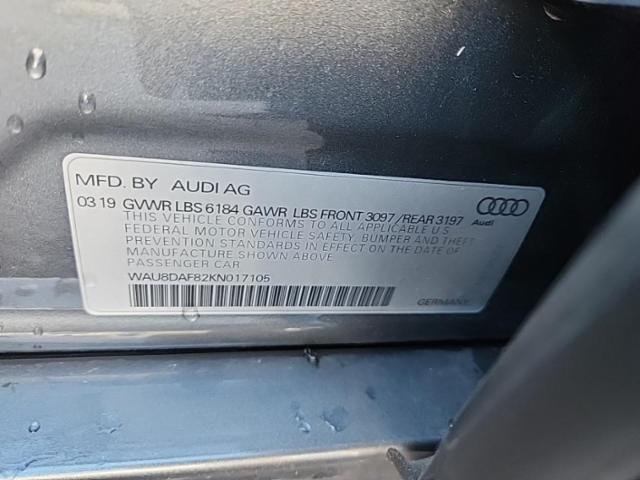 MFD. BY AUDI AG
03 19 GVWR LBS 6184 GAWR LBS FRONT 3097 /REAR 3197
THIS VEHICLE CONFORMS TO ALL APPLICABLE U.S.
FEDERAL MOTOR VEHICLE SAFETY, BUMPER AND THEFT
PREVENTION STANDARDS IN EFFECT ON THE DATE OF
MANUFACTURE SHOWN ABOVE
PASSENGER CAR
WAU8DAF82KN017105
Audi
GERMANY